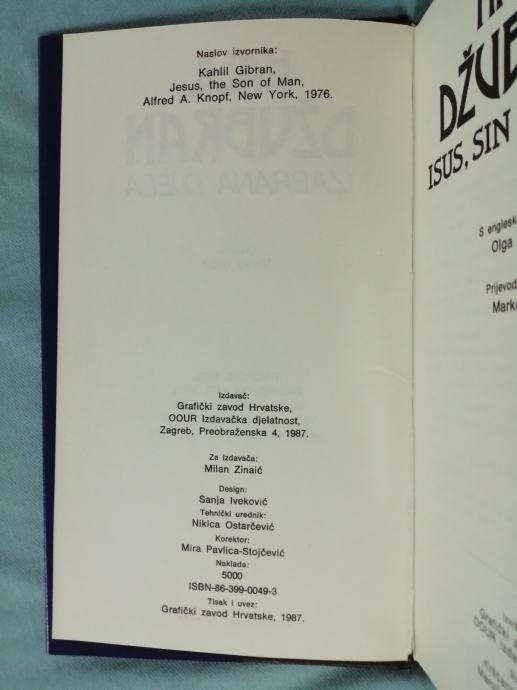 Naslov izvornika:
Kahlil Gibran,
Jesus, the Son of Man,
Alfred A. Knopf, New York, 1976.
Izdavač:
Grafički zavod Hrvatske,
OOUR Izdavačka djelatnost,
Zagreb, Preobraženska 4, 1987.
Za izdavača:
Milan Zinaić
Design:
Sanja Iveković
Tehnički urednik:
Nikica Ostarčević
Korektor:
Mira Pavlica-Stojčević
Naklada:
5000
ISBN-86-399-0049-3
Tisak i uvez:
Grafički zavod Hrvatske, 1987.
ISUS, SIN
Olga
Prijevod